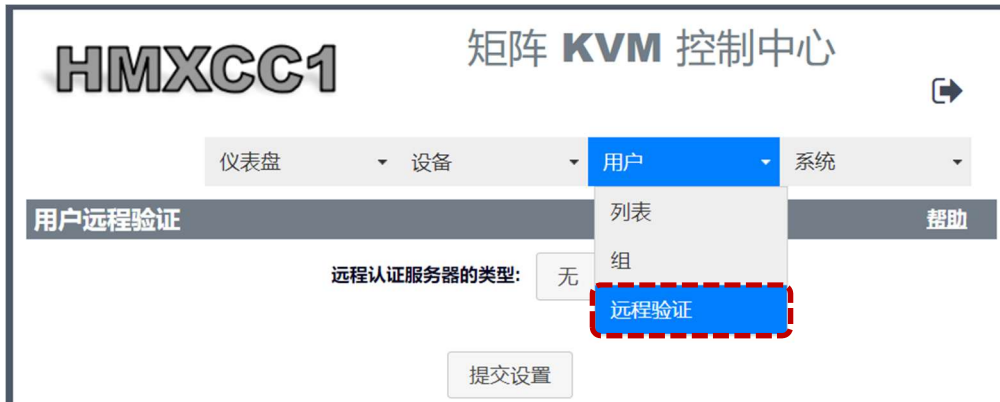 HMXCC1
矩阵 KVM 控制中心
仪表盘 设备 用户 系统
用户远程验证 帮助
列表
组
远程验证
远程认证服务器的类型: 无
提交设置